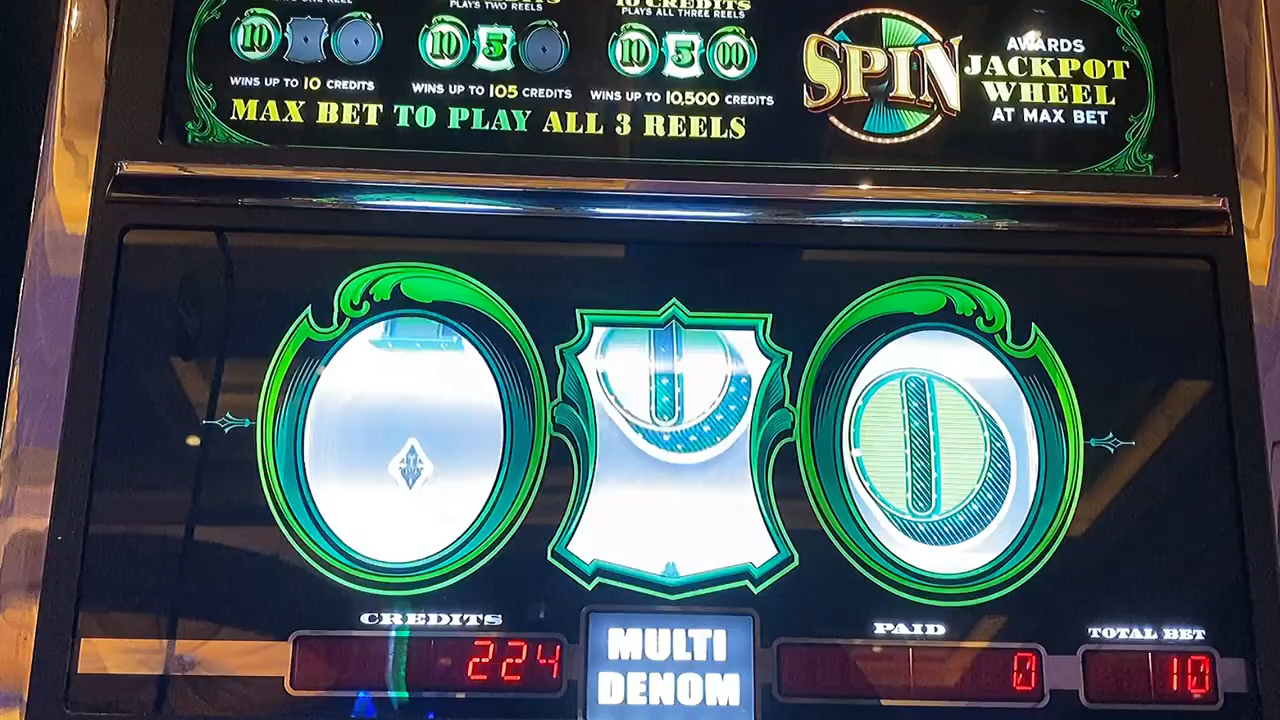 PLAYS TWO REELS
10 CREDITS
PLAYS ALL THREE REELS
10
10 5
10 5 00
WINS UP TO 10 CREDITS
WINS UP TO 105 CREDITS
WINS UP TO 10,500 CREDITS
MAX BET TO PLAY ALL 3 REELS
SPIN
AWARDS
JACKPOT
WHEEL
AT MAX BET
0
0
CREDITS
224
MULTI
DENOM
PAID
0
TOTAL BET
10